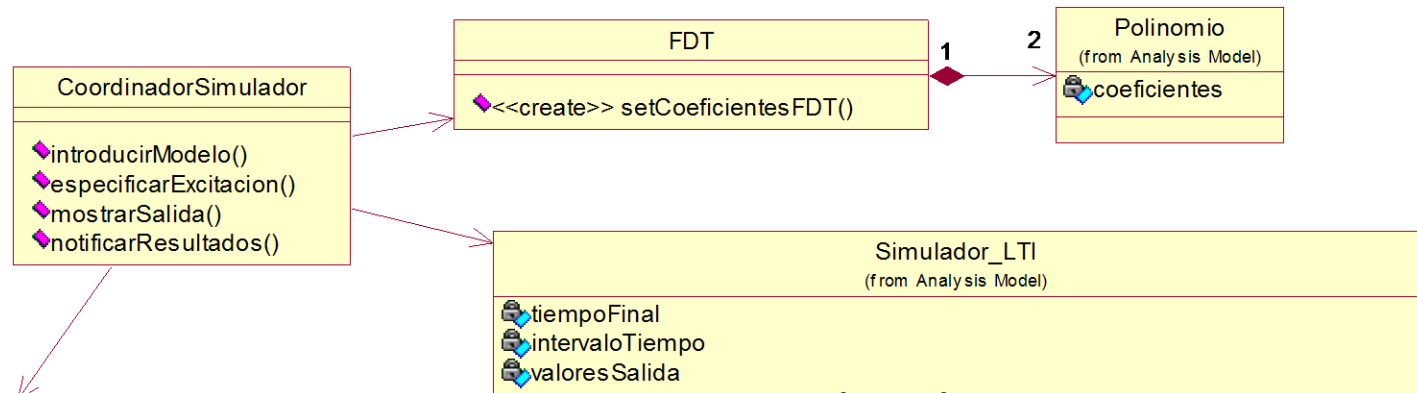 CoordinadorSimulador
introducirModelo()
especificarExcitacion()
mostrarSalida()
notificarResultados()
FDT
<<create>> setCoeficientesFDT()
1
2
Polinomio
(from Analysis Model)
coeficientes
Simulador_LTI
(from Analysis Model)
tiempoFinal
intervaloTiempo
valoresSalida